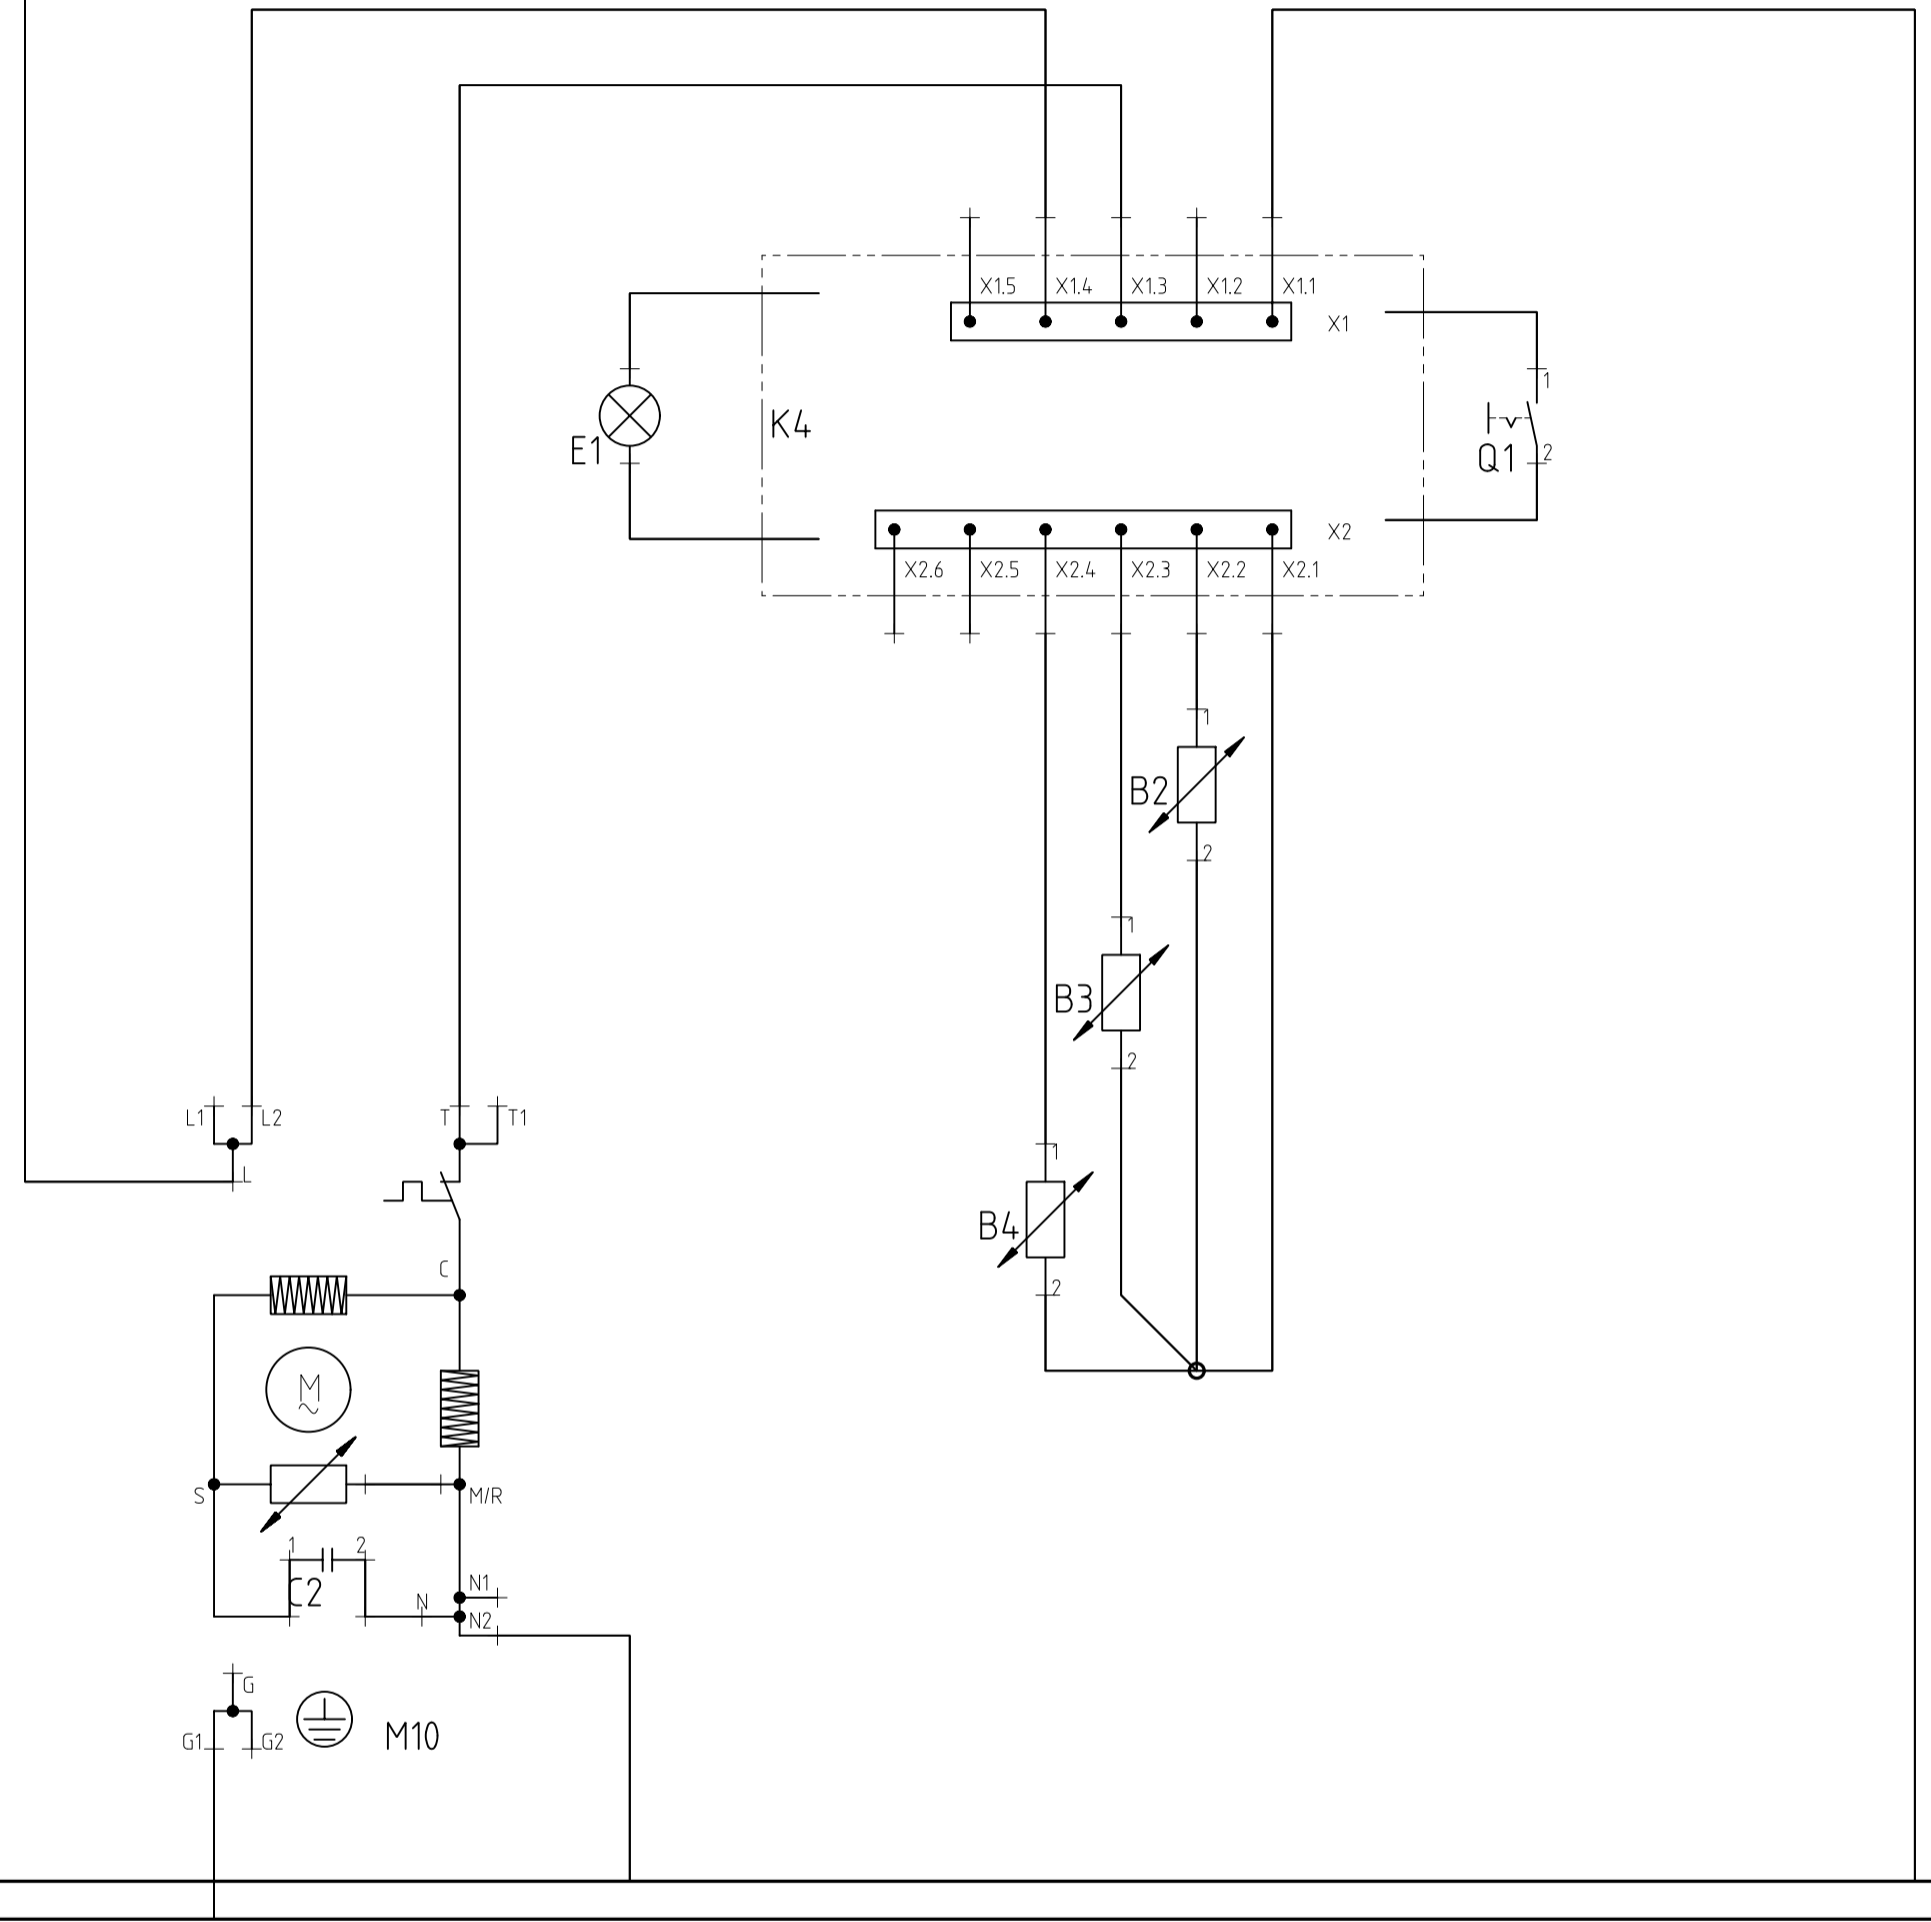 X1.5 X1.4 X1.3 X1.2 X1.1
X1
1
K4
E1
Q1
2
X2
X2.6 X2.5 X2.4 X2.3 X2.2 X2.1
1
B2
2
1
B3
2
L1 L2 T T1
1
L
B4
C
2
M
S
M/R
1 2
C2
N
N1
N2
G
G1 G2
M10